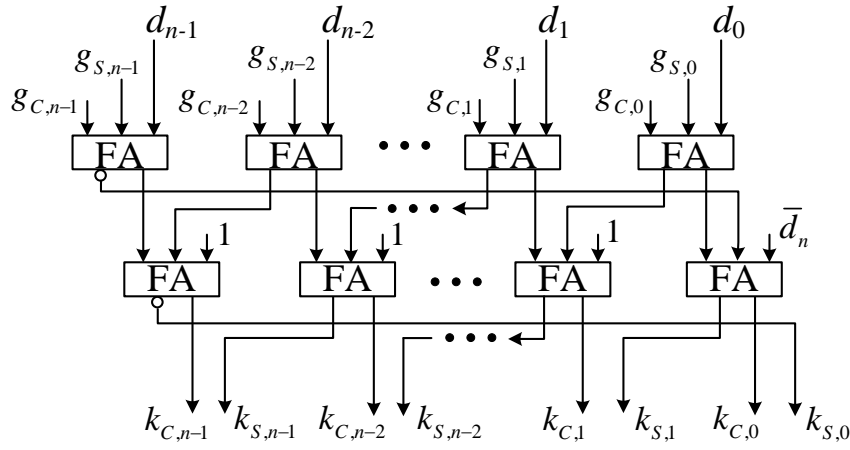 d_{n-1} d_{n-2} d_1 d_0
g_{S,n-1} g_{S,n-2} g_{S,1} g_{S,0}
g_{C,n-1} g_{C,n-2} g_{C,1} g_{C,0}
FA FA ••• FA FA
•••
1 1 1 \overline{d}_n
FA FA ••• FA FA
•••
k_{C,n-1} k_{S,n-1} k_{C,n-2} k_{S,n-2} k_{C,1} k_{S,1} k_{C,0} k_{S,0}